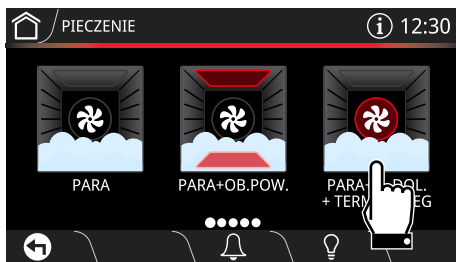 PIECZENIE
i 12:30
PARA
PARA+OB.POW.
PARA+
DOL.
+